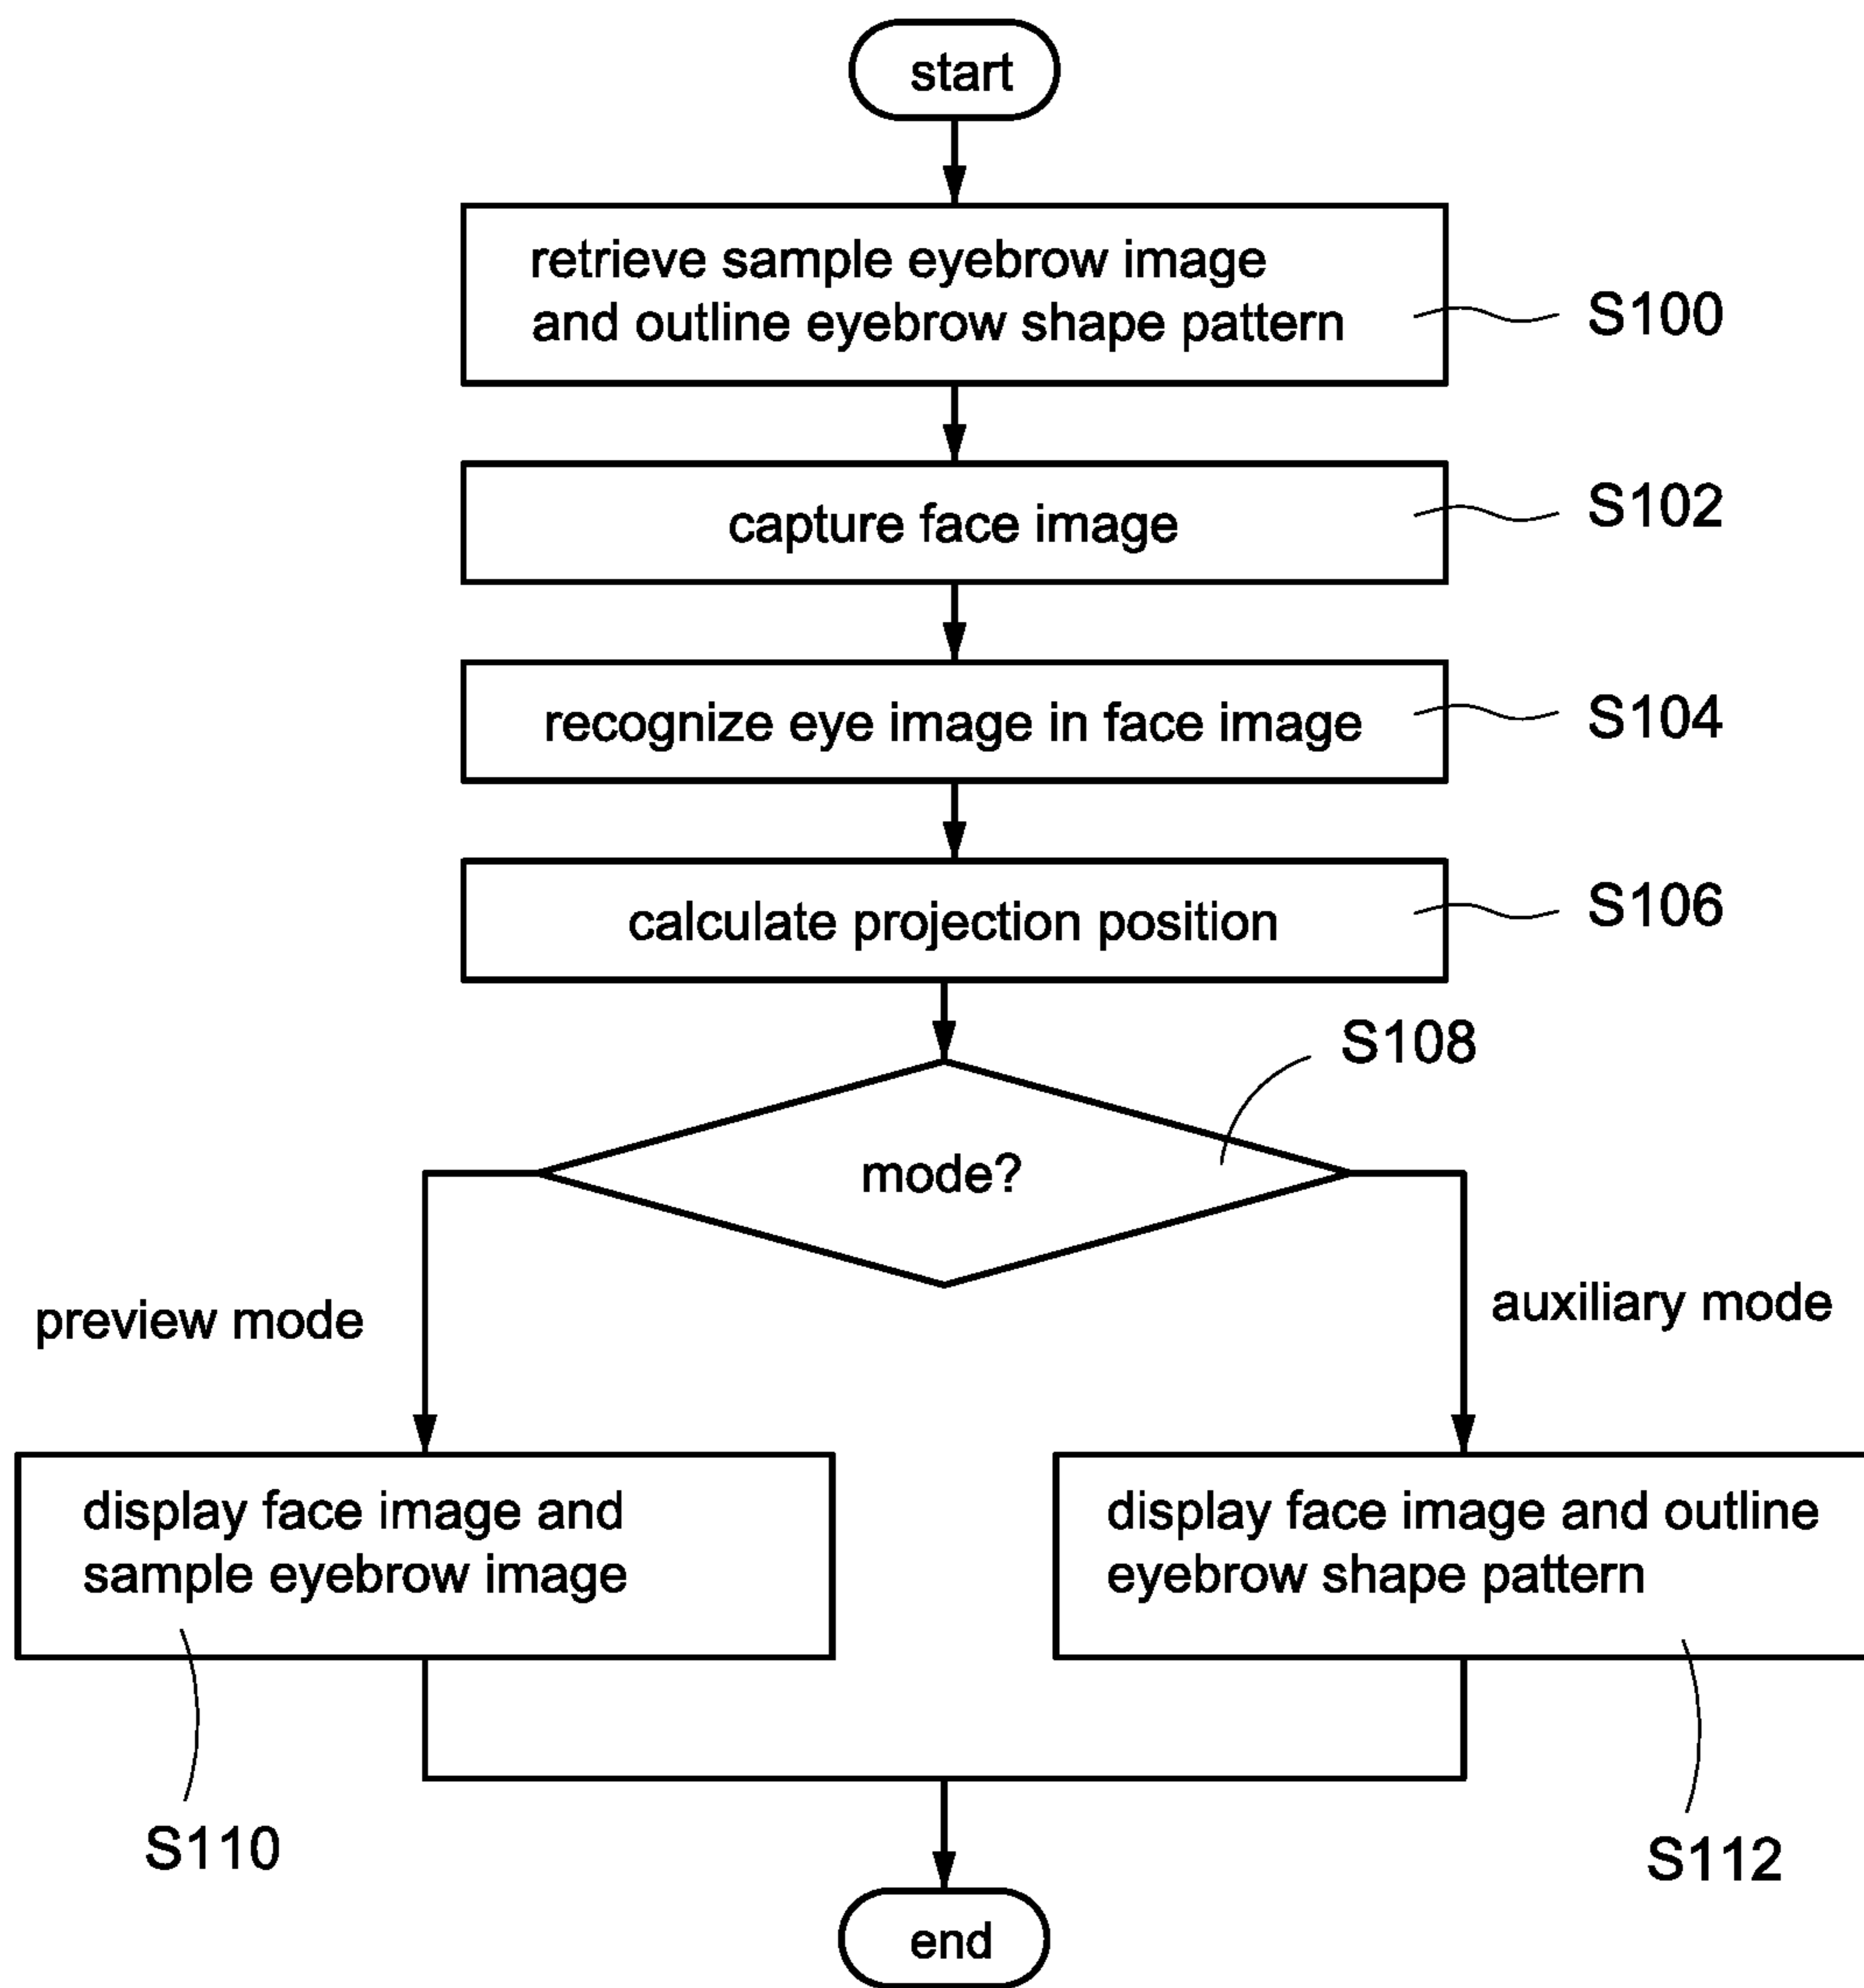 start
retrieve sample eyebrow image
and outline eyebrow shape pattern
S100
capture face image
S102
recognize eye image in face image
S104
calculate projection position
S106
S108
mode?
preview mode
auxiliary mode
display face image and
sample eyebrow image
display face image and outline
eyebrow shape pattern
S110
S112
end